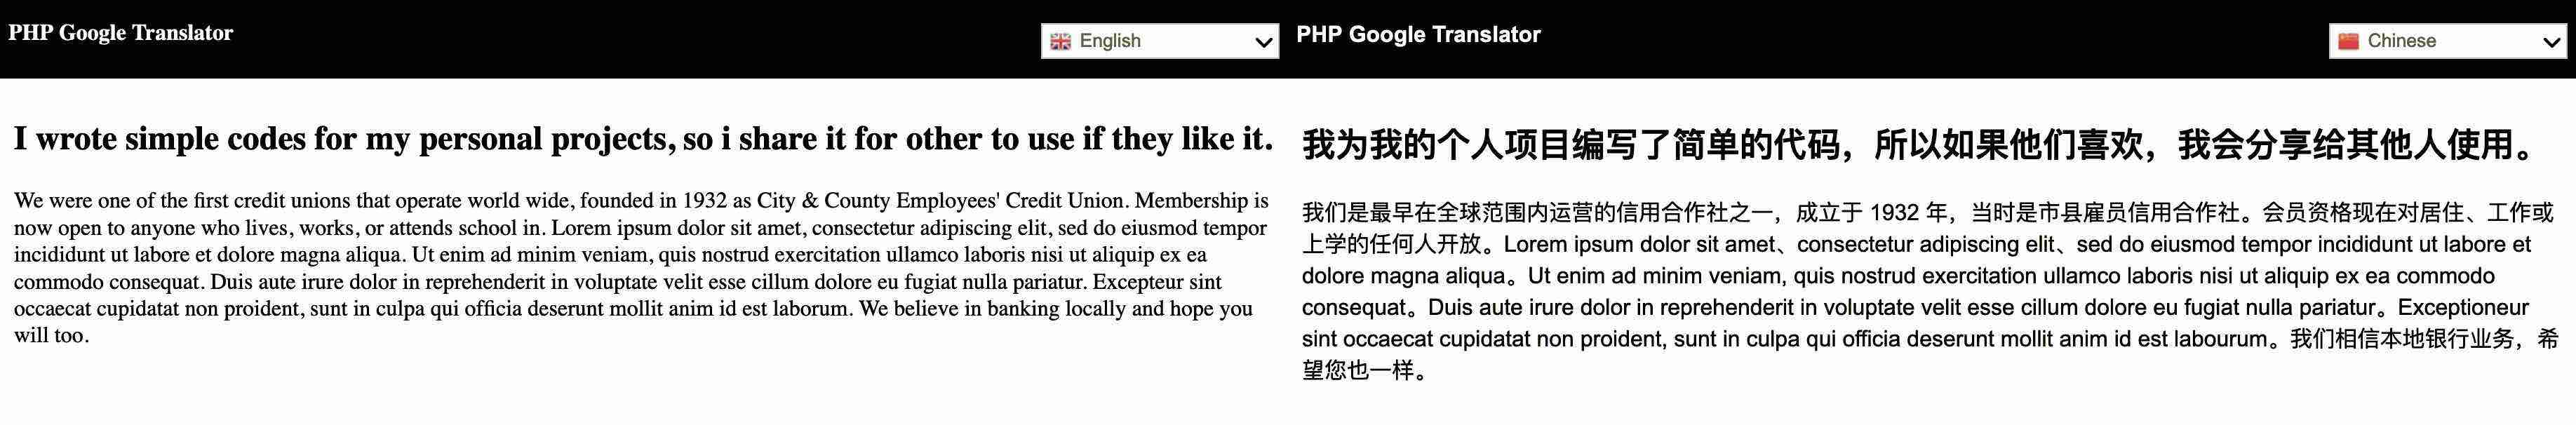 PHP Google Translator
English
I wrote simple codes for my personal projects, so i share it for other to use if they like it.
We were one of the first credit unions that operate world wide, founded in 1932 as City & County Employees' Credit Union. Membership is
now open to anyone who lives, works, or attends school in. Lorem ipsum dolor sit amet, consectetur adipiscing elit, sed do eiusmod tempor
incididunt ut labore et dolore magna aliqua. Ut enim ad minim veniam, quis nostrud exercitation ullamco laboris nisi ut aliquip ex ea
commodo consequat. Duis aute irure dolor in reprehenderit in voluptate velit esse cillum dolore eu fugiat nulla pariatur. Excepteur sint
occaecat cupidatat non proident, sunt in culpa qui officia deserunt mollit anim id est laborum. We believe in banking locally and hope you
will too.
PHP Google Translator
Chinese
我为我的个人项目编写了简单的代码，所以如果他们喜欢，我会分享给其他人使用。
我们是最早在全球范围内运营的信用合作社之一，成立于 1932 年，当时是市县雇员信用合作社。会员资格现在对居住、工作或
上学的任何人开放。Lorem ipsum dolor sit amet、consectetur adipiscing elit、sed do eiusmod tempor incididunt ut labore et
dolore magna aliqua。Ut enim ad minim veniam, quis nostrud exercitation ullamco laboris nisi ut aliquip ex ea commodo
consequat。Duis aute irure dolor in reprehenderit in voluptate velit esse cillum dolore eu fugiat nulla pariatur。Exceptioneur
sint occaecat cupidatat non proident, sunt in culpa qui officia deserunt mollit anim id est labourum。我们相信本地银行业务，希
望您也一样。